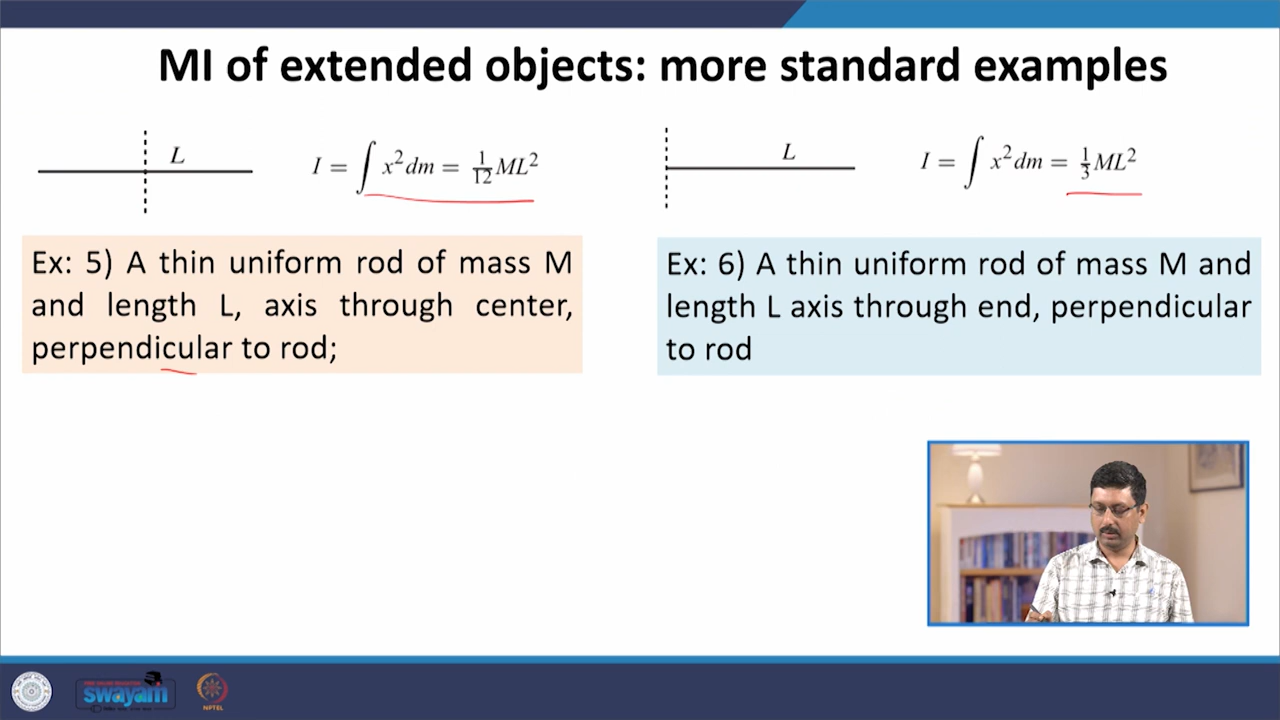 MI of extended objects: more standard examples
L
I = ∫ x²dm = 1/12 ML²
L
I = ∫ x²dm = 1/3 ML²
Ex: 5) A thin uniform rod of mass M
and length L, axis through center,
perpendicular to rod;
Ex: 6) A thin uniform rod of mass M and
length L axis through end, perpendicular
to rod
swayam
NPTEL